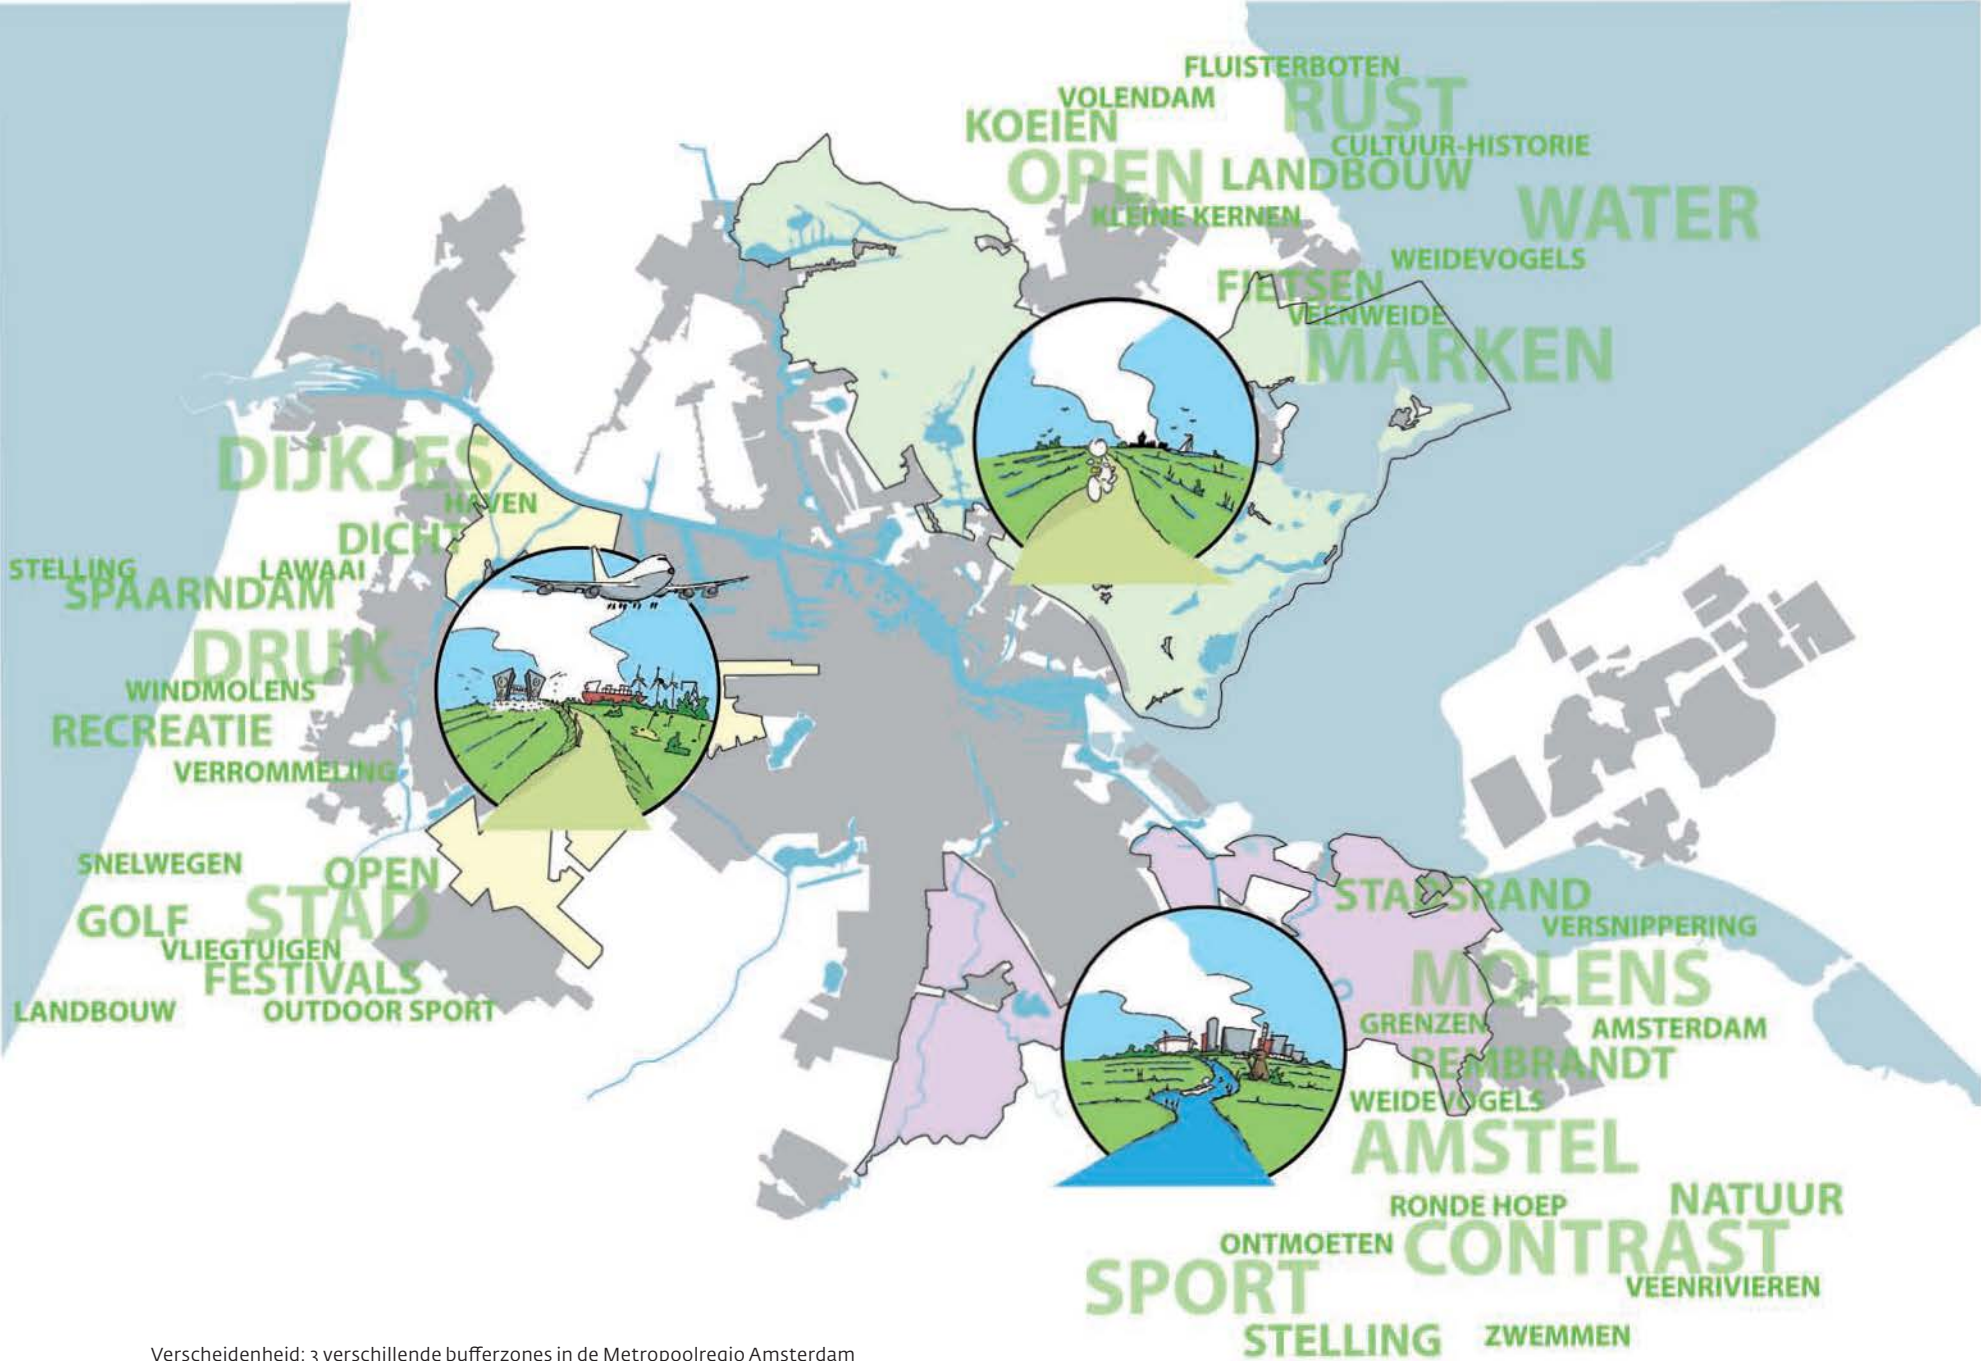 FLUISTERBOTEN
RUST
VOLENDAM
KOEIEN
CULTUUR-HISTORIE
OPEN
LANDBOUW
WATER
KLEINE KERNEN
WEIDEVOGELS
FIETSEN
VEENWEIDE
MARKEN
DIJKJES
HAVEN
DICHT
STELLING
LAWAAI
SPAARNDAM
DRUK
WINDMOLENS
RECREATIE
VERROMMELING
SNELWEGEN
OPEN
STAD
GOLF
VLIEGTUIGEN
FESTIVALS
LANDBOUW
OUTDOOR SPORT
STADSRAND
VERSNIPPERING
MOLENS
GRENZEN
AMSTERDAM
REMBRANDT
WEIDEVOGELS
AMSTEL
RONDE HOEP
NATUUR
ONTMOETEN
CONTRAST
SPORT
VEENRIVIEREN
STELLING
ZWEMMEN
Verscheidenheid: 3 verschillende bufferzones in de Metropoolregio Amsterdam